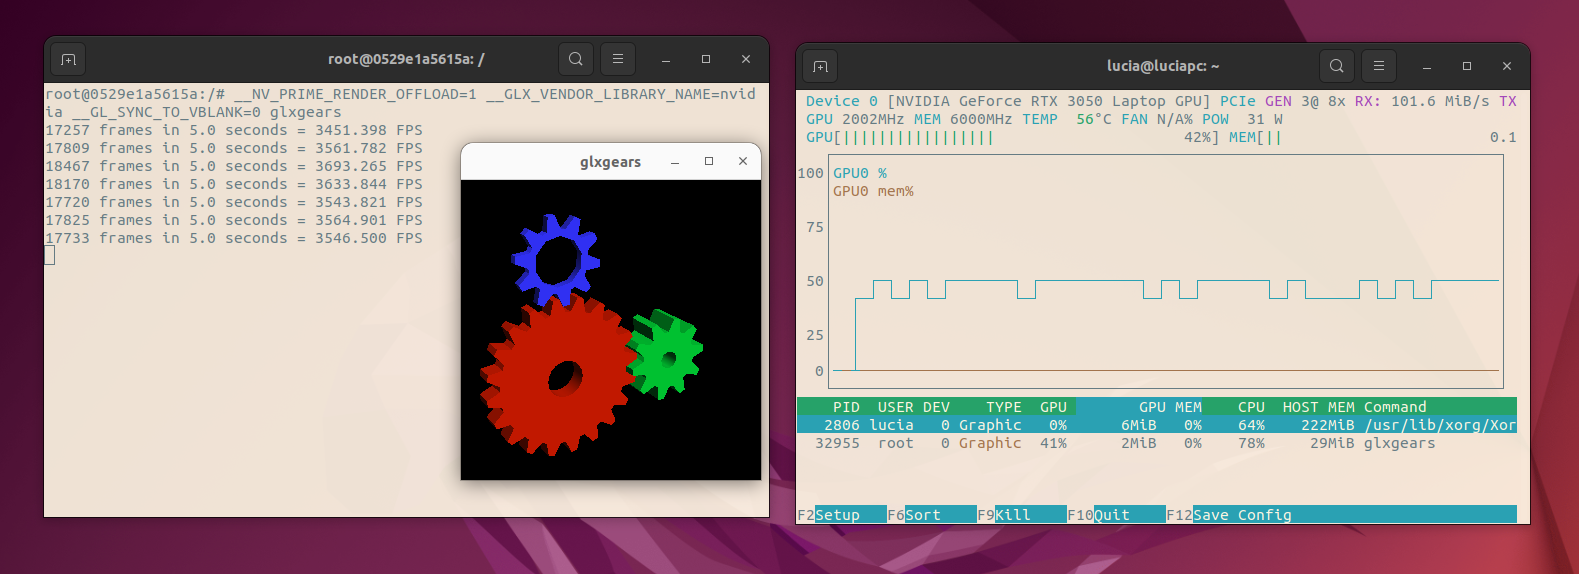 root@0529e1a5615a: /
root@0529e1a5615a:/# __NV_PRIME_RENDER_OFFLOAD=1 __GLX_VENDOR_LIBRARY_NAME=nvid
ia __GL_SYNC_TO_VBLANK=0 glxgears
17257 frames in 5.0 seconds = 3451.398 FPS
17809 frames in 5.0 seconds = 3561.782 FPS
18467 frames in 5.0 seconds = 3693.265 FPS
18170 frames in 5.0 seconds = 3633.844 FPS
17720 frames in 5.0 seconds = 3543.821 FPS
17825 frames in 5.0 seconds = 3564.901 FPS
17733 frames in 5.0 seconds = 3546.500 FPS
glxgears
lucia@luciapc: ~
Device 0 [NVIDIA GeForce RTX 3050 Laptop GPU] PCIe GEN 3@ 8x RX: 101.6 MiB/s TX
GPU 2002MHz MEM 6000MHz TEMP  56°C FAN N/A% POW  31 W
GPU[|||||||||||||||||                     42%] MEM[||                       0.1
100
75
50
25
0
GPU0 %
GPU0 mem%
PID  USER DEV    TYPE  GPU        GPU MEM    CPU  HOST MEM Command
2806 lucia   0 Graphic   0%      6MiB   0%    64%    222MiB /usr/lib/xorg/Xor
32955  root   0 Graphic  41%      2MiB   0%    78%     29MiB glxgears
F2Setup   F6Sort    F9Kill    F10Quit    F12Save Config